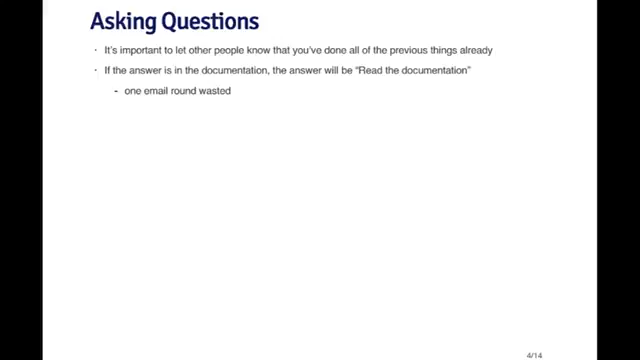 Asking Questions
· It's important to let other people know that you've done all of the previous things already
· If the answer is in the documentation, the answer will be “Read the documentation”
- one email round wasted
4/14